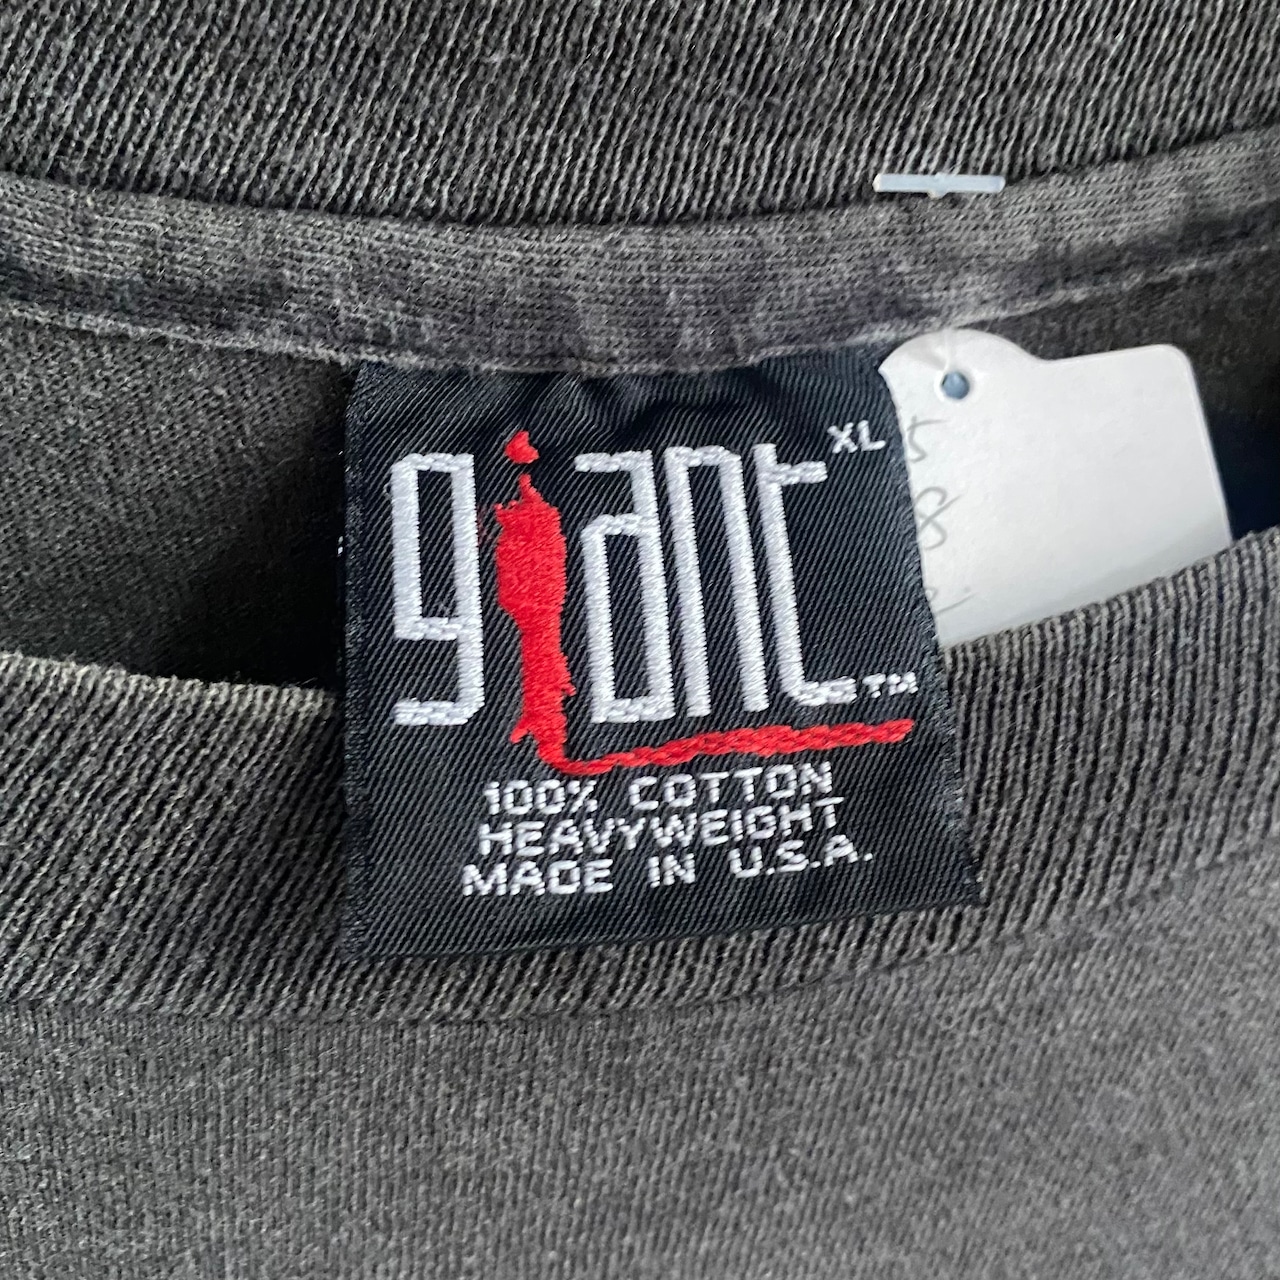 giant XL
TM
100% COTTON
HEAVYWEIGHT
MADE IN U.S.A.